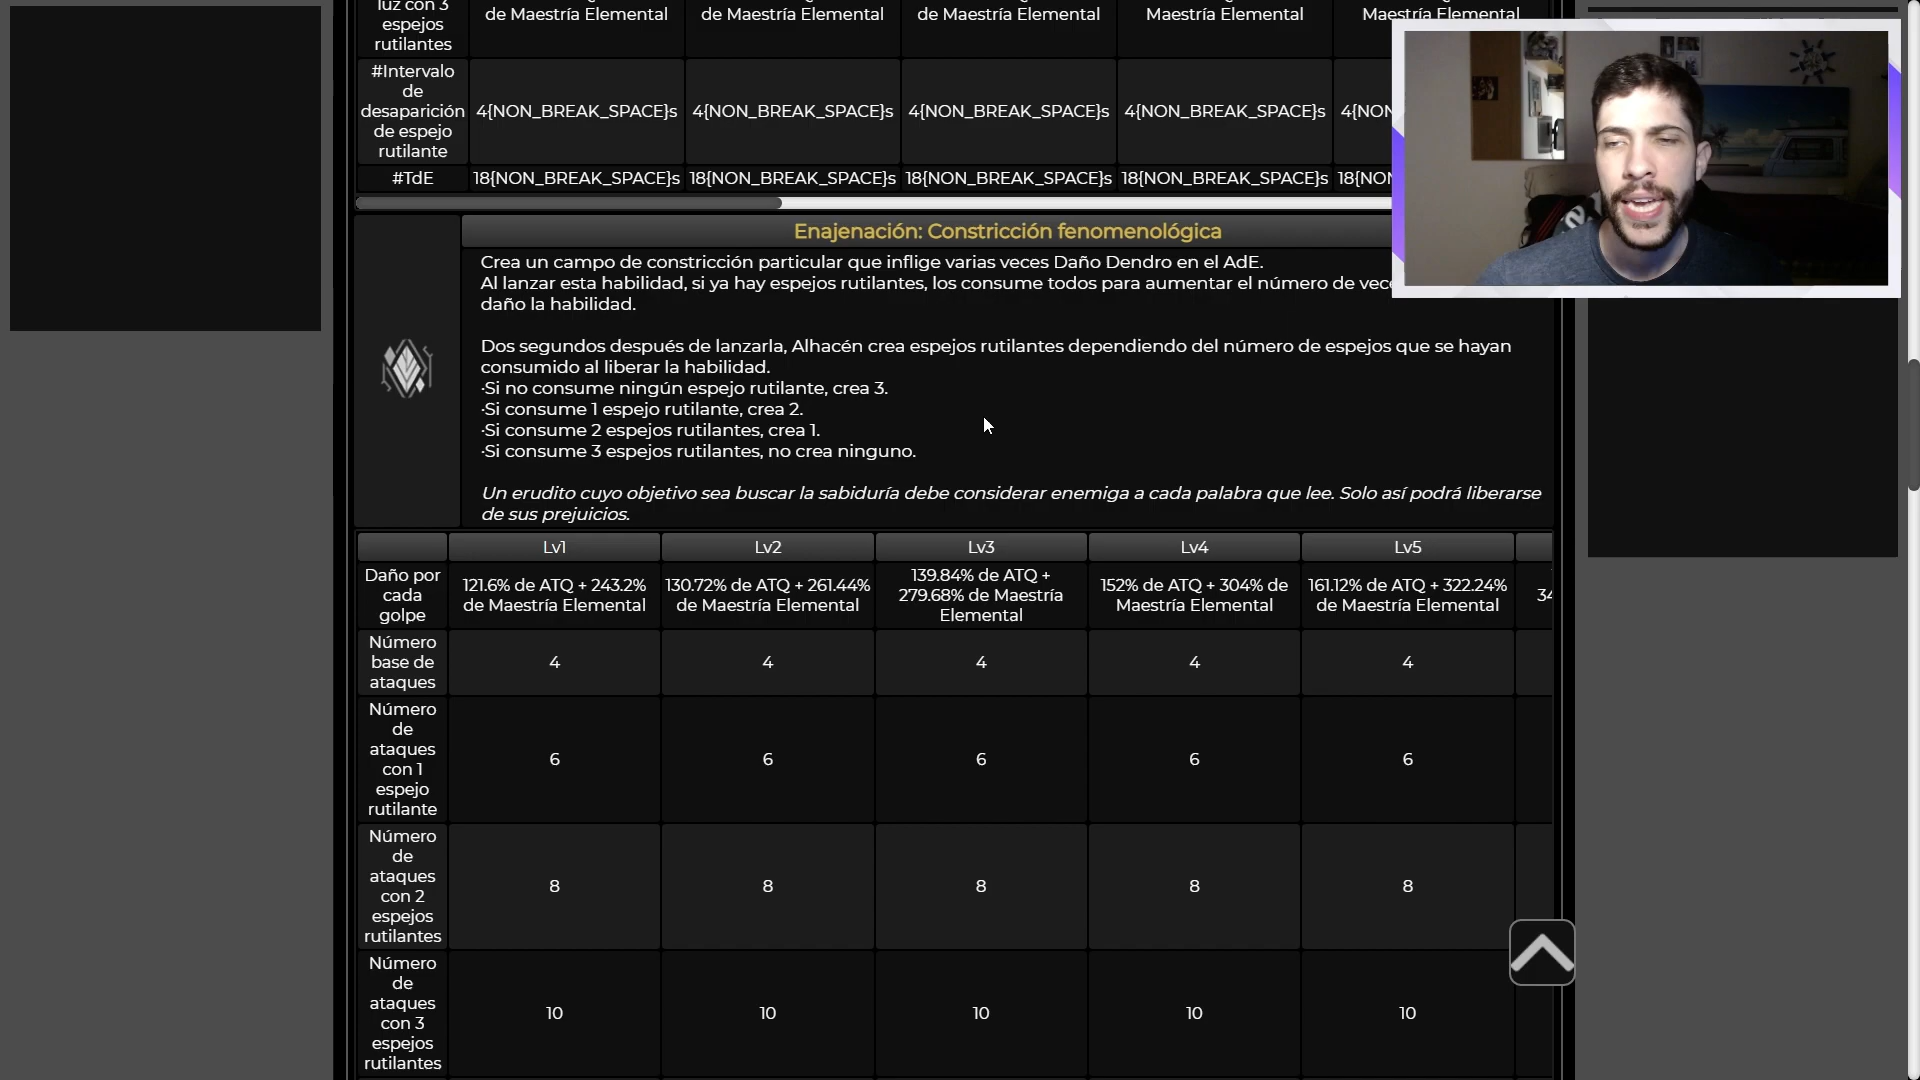 luz con 3
espejos
rutilantes
de Maestría Elemental
de Maestría Elemental
de Maestría Elemental
Maestría Elemental
Maestría Elemental
#Intervalo
de
desaparición
de espejo
rutilante
4{NON_BREAK_SPACE}s
4{NON_BREAK_SPACE}s
4{NON_BREAK_SPACE}s
4{NON_BREAK_SPACE}s
4{NON
#TdE
18{NON_BREAK_SPACE}s
18{NON_BREAK_SPACE}s
18{NON_BREAK_SPACE}s
18{NON_BREAK_SPACE}s
18{NON
Enajenación: Constricción fenomenológica
Crea un campo de constricción particular que inflige varias veces Daño Dendro en el AdE.
Al lanzar esta habilidad, si ya hay espejos rutilantes, los consume todos para aumentar el número de
daño la habilidad.
Dos segundos después de lanzarla, Alhacén crea espejos rutilantes dependiendo del número de espejos que se hayan
consumido al liberar la habilidad.
·Si no consume ningún espejo rutilante, crea 3.
·Si consume 1 espejo rutilante, crea 2.
·Si consume 2 espejos rutilantes, crea 1.
·Si consume 3 espejos rutilantes, no crea ninguno.
Un erudito cuyo objetivo sea buscar la sabiduría debe considerar enemiga a cada palabra que lee. Solo así podrá liberarse
de sus prejuicios.
Lv1
Lv2
Lv3
Lv4
Lv5
Daño por
cada
golpe
121.6% de ATQ + 243.2%
de Maestría Elemental
130.72% de ATQ + 261.44%
de Maestría Elemental
139.84% de ATQ +
279.68% de Maestría
Elemental
152% de ATQ + 304% de
Maestría Elemental
161.12% de ATQ + 322.24%
de Maestría Elemental
Número
base de
ataques
4
4
4
4
4
Número
de
ataques
con 1
espejo
rutilante
6
6
6
6
6
Número
de
ataques
con 2
espejos
rutilantes
8
8
8
8
8
Número
de
ataques
con 3
espejos
rutilantes
10
10
10
10
10